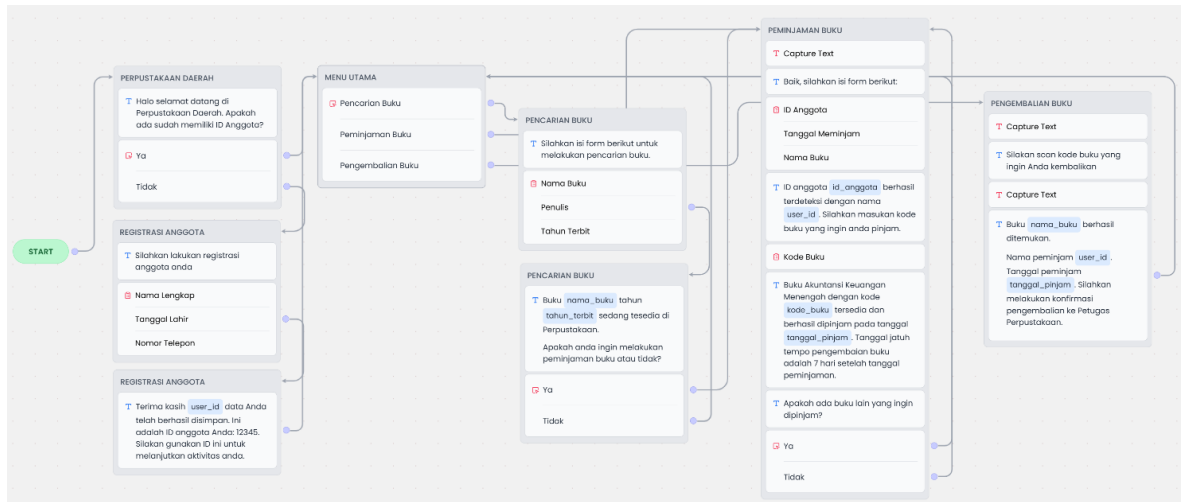 START
PERPUSTAKAAN DAERAH
Halo selamat datang di
Perpustakaan Daerah. Apakah
ada sudah memiliki ID Anggota?
Ya
Tidak
REGISTRASI ANGGOTA
Silahkan lakukan registrasi
anggota anda
Nama Lengkap
Tanggal Lahir
Nomor Telepon
REGISTRASI ANGGOTA
Terima kasih user_id data Anda
telah berhasil disimpan. Ini
adalah ID anggota Anda: 12345.
Silakan gunakan ID ini untuk
melanjutkan aktivitas anda.
MENU UTAMA
Pencarian Buku
Peminjaman Buku
Pengembalian Buku
PENCARIAN BUKU
Silahkan isi form berikut untuk
melakukan pencarian buku.
Nama Buku
Penulis
Tahun Terbit
PENCARIAN BUKU
Buku nama_buku tahun
tahun_terbit sedang tesedia di
Perpustakaan.
Apakah anda ingin melakukan
peminjaman buku atau tidak?
Ya
Tidak
PEMINJAMAN BUKU
Capture Text
Baik, silahkan isi form berikut:
ID Anggota
Tanggal Meminjam
Nama Buku
ID anggota id_anggota berhasil
terdeteksi dengan nama
user_id . Silahkan masukan kode
buku yang ingin anda pinjam.
Kode Buku
Buku Akuntansi Keuangan
Menengah dengan kode
kode_buku tersedia dan
berhasil dipinjam pada tanggal
tanggal_pinjam . Tanggal jatuh
tempo pengembaian buku
adalah 7 hari setelah tanggal
peminjaman.
Apakah ada buku lain yang ingin
dipinjam?
Ya
Tidak
PENGEMBALIAN BUKU
Capture Text
Silakan scan kode buku yang
ingin Anda kembalikan
Capture Text
Buku nama_buku berhasil
ditemukan.
Nama peminjam user_id .
Tanggal peminjam
tanggal_pinjam . Silahkan
melakukan konfirmasi
pengembalian ke Petugas
Perpustakaan.